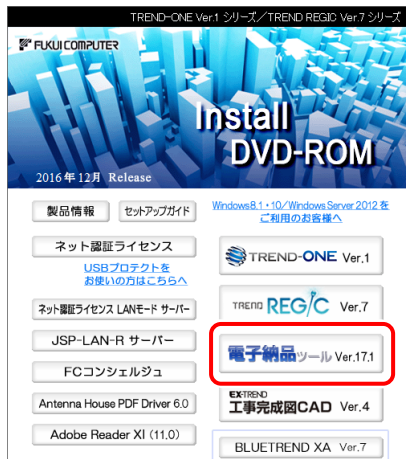 TREND-ONE Ver.1 シリーズ／TREND REGIC Ver.7 シリーズ
FUKUI COMPUTER
Install
DVD-ROM
2016年12月 Release
製品情報
セットアップガイド
Windows8.1・10／Windows Server 2012 を
ご利用のお客様へ
ネット認証ライセンス
USBプロテクトを
お使いの方はこちらへ
TREND-ONE Ver.1
ネット認証ライセンス LANモード サーバー
TREND REGIC Ver.7
JSP-LAN-R サーバー
電子納品ツール Ver.17.1
FCコンシェルジュ
Antenna House PDF Driver 6.0
EX-TREND
工事完成図CAD Ver.4
Adobe Reader XI (11.0)
BLUETREND XA Ver.7